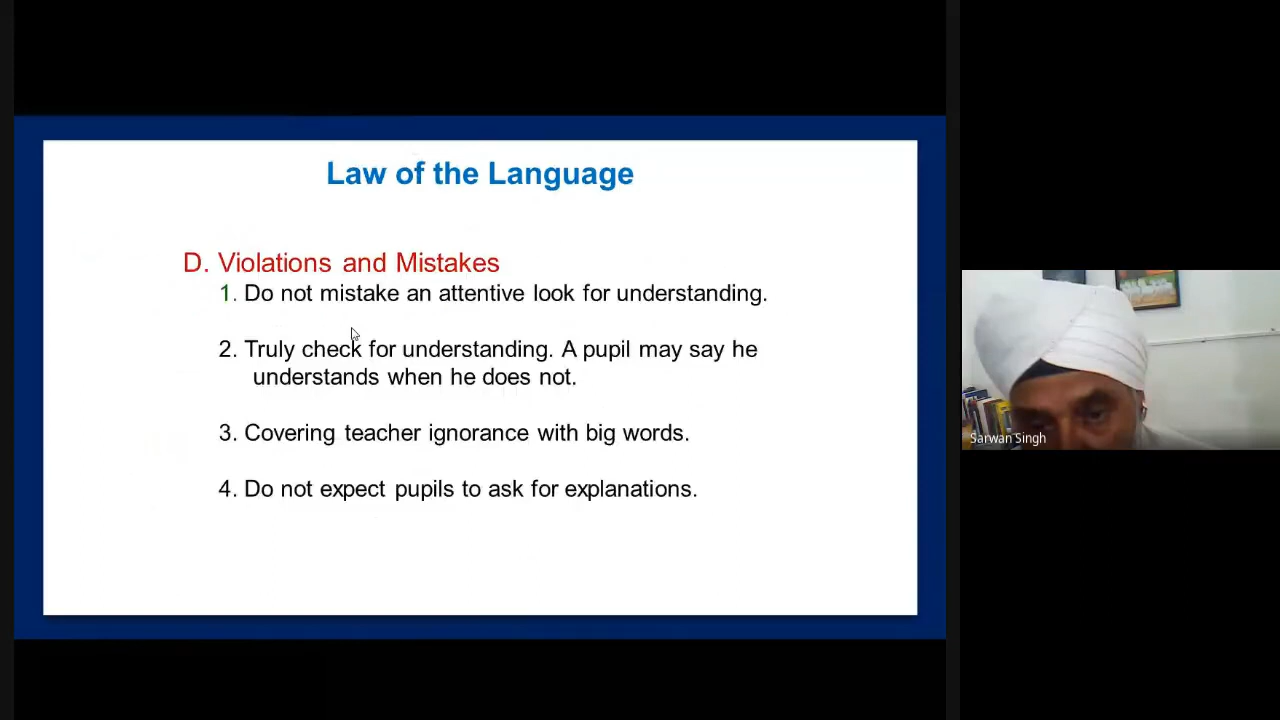 Law of the Language
D. Violations and Mistakes
1. Do not mistake an attentive look for understanding.
2. Truly check for understanding. A pupil may say he
understands when he does not.
3. Covering teacher ignorance with big words.
4. Do not expect pupils to ask for explanations.
Sarwan Singh